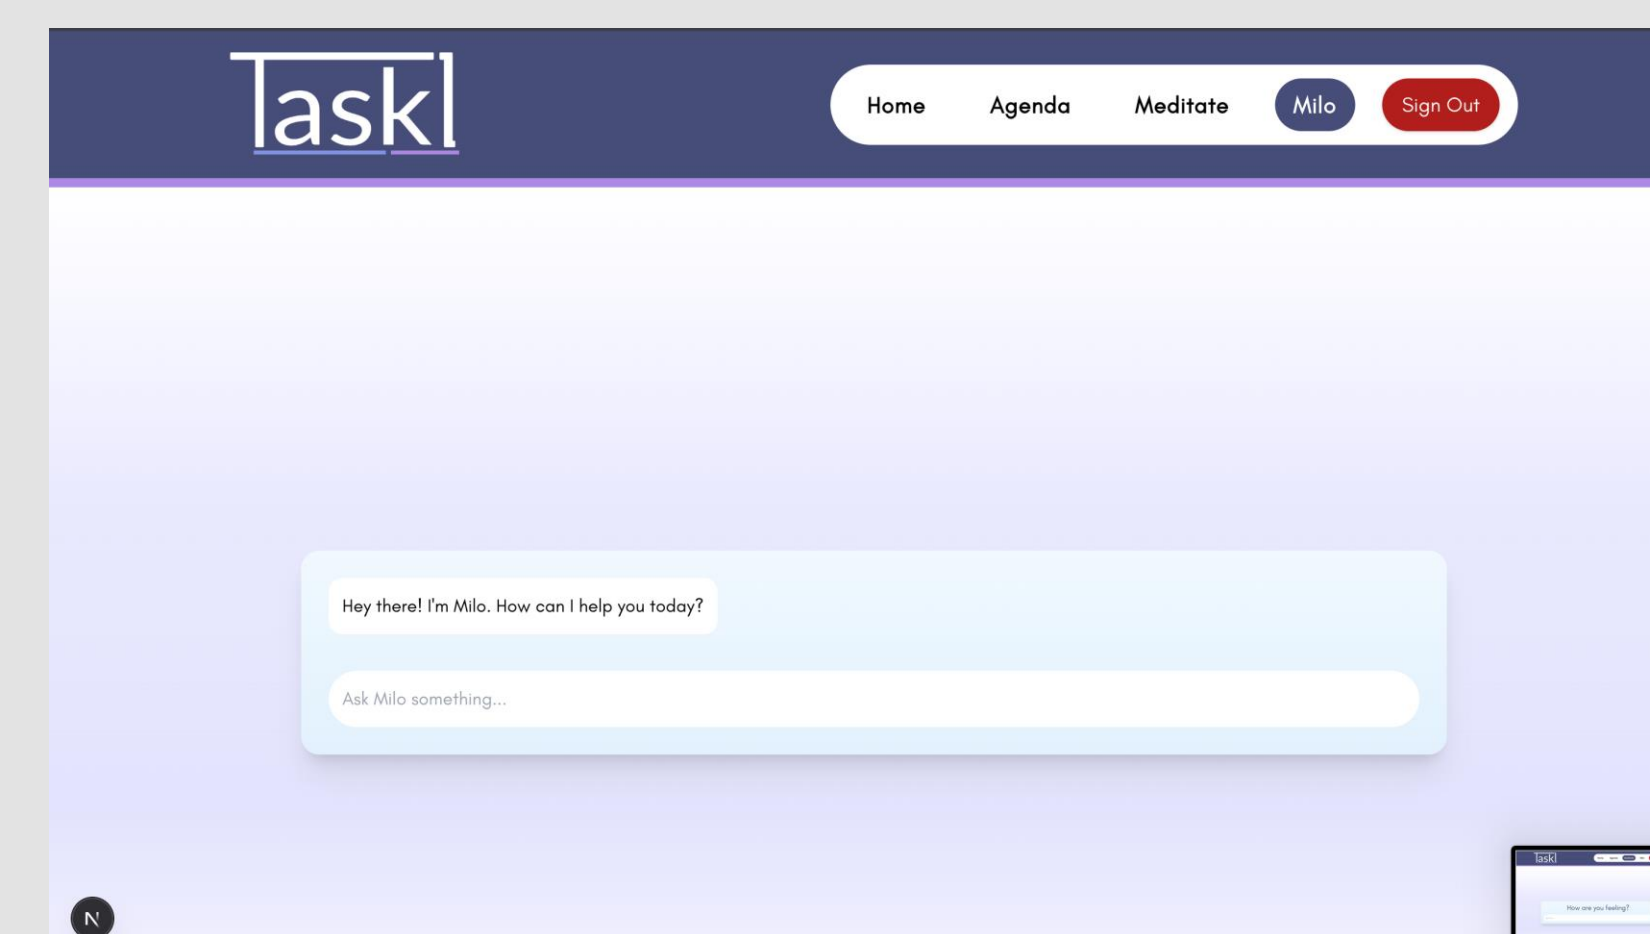 Taskl
Home Agenda Meditate Milo Sign Out
Hey there! I'm Milo. How can I help you today?
Ask Milo something...
N
Taskl
How are you feeling?